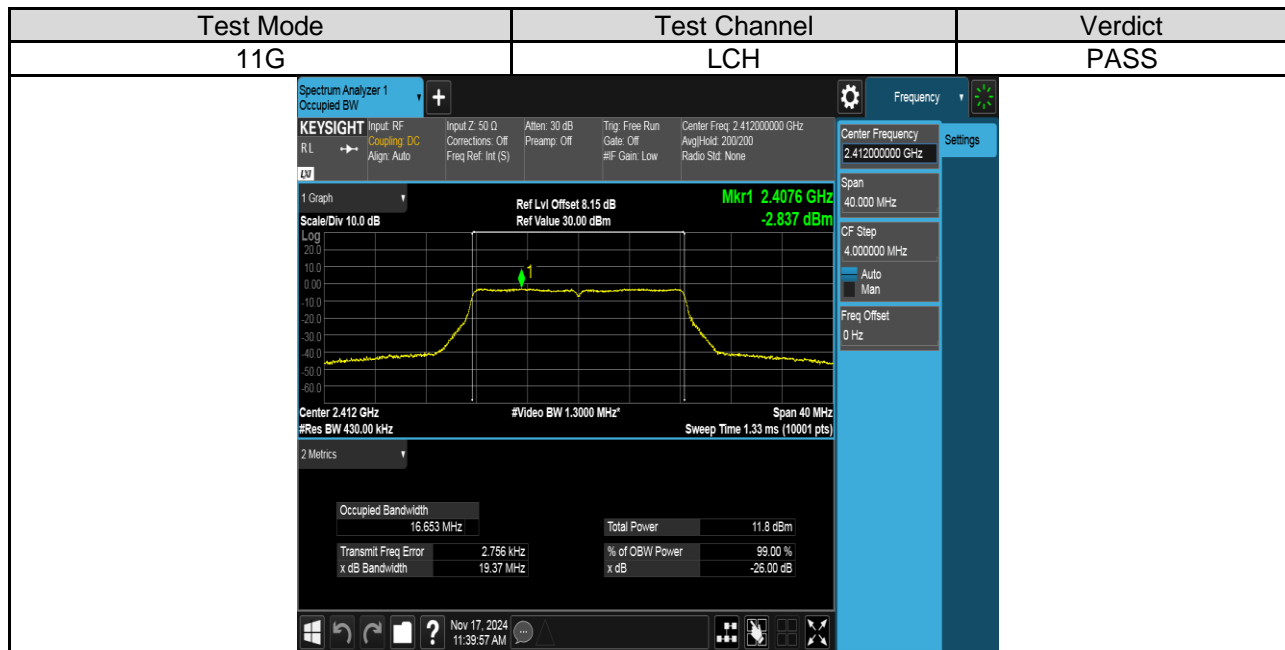 Test Mode Test Channel Verdict
11G LCH PASS
Spectrum Analyzer 1
Occupied BW
+
Frequency
KEYSIGHT Input: RF Input Z: 50 Ω Atten: 30 dB Trig: Free Run Center Freq: 2.412000000 GHz
RL Coupling: DC Corrections: Off Preamp: Off Gate: Off Avg|Hold: 200/200
Align: Auto Freq Ref: Int (S) #IF Gain: Low Radio Std: None
LXI
Center Frequency
2.412000000 GHz
Settings
Span
40.000 MHz
CF Step
4.000000 MHz
Auto
Man
Freq Offset
0 Hz
1 Graph Ref Lvl Offset 8.15 dB Mkr1 2.4076 GHz
Scale/Div 10.0 dB Ref Value 30.00 dBm -2.837 dBm
Log
20.0
10.0
1
0.00
-10.0
-20.0
-30.0
-40.0
-50.0
-60.0
Center 2.412 GHz #Video BW 1.3000 MHz* Span 40 MHz
#Res BW 430.00 kHz Sweep Time 1.33 ms (10001 pts)
2 Metrics
Occupied Bandwidth
16.653 MHz Total Power 11.8 dBm
Transmit Freq Error 2.756 kHz % of OBW Power 99.00 %
x dB Bandwidth 19.37 MHz x dB -26.00 dB
? Nov 17, 2024
11:39:57 AM